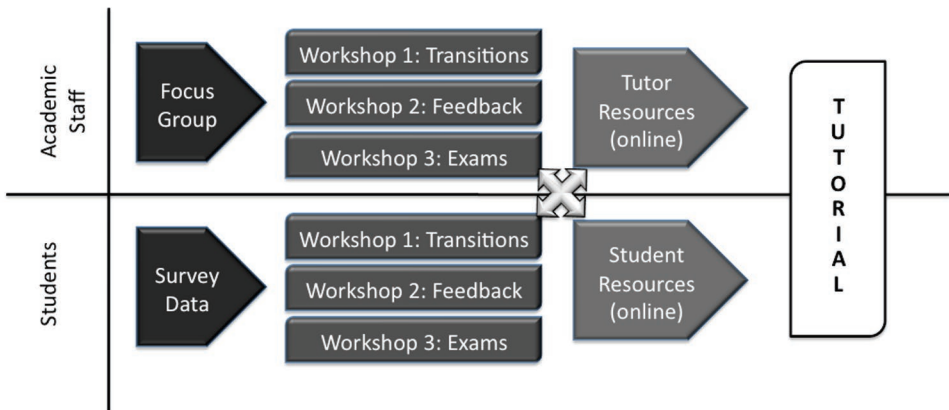 Academic
Staff
Focus
Group
Workshop 1: Transitions
Workshop 2: Feedback
Workshop 3: Exams
Tutor
Resources
(online)
Students
Survey
Data
Workshop 1: Transitions
Workshop 2: Feedback
Workshop 3: Exams
Student
Resources
(online)
TUTORIAL